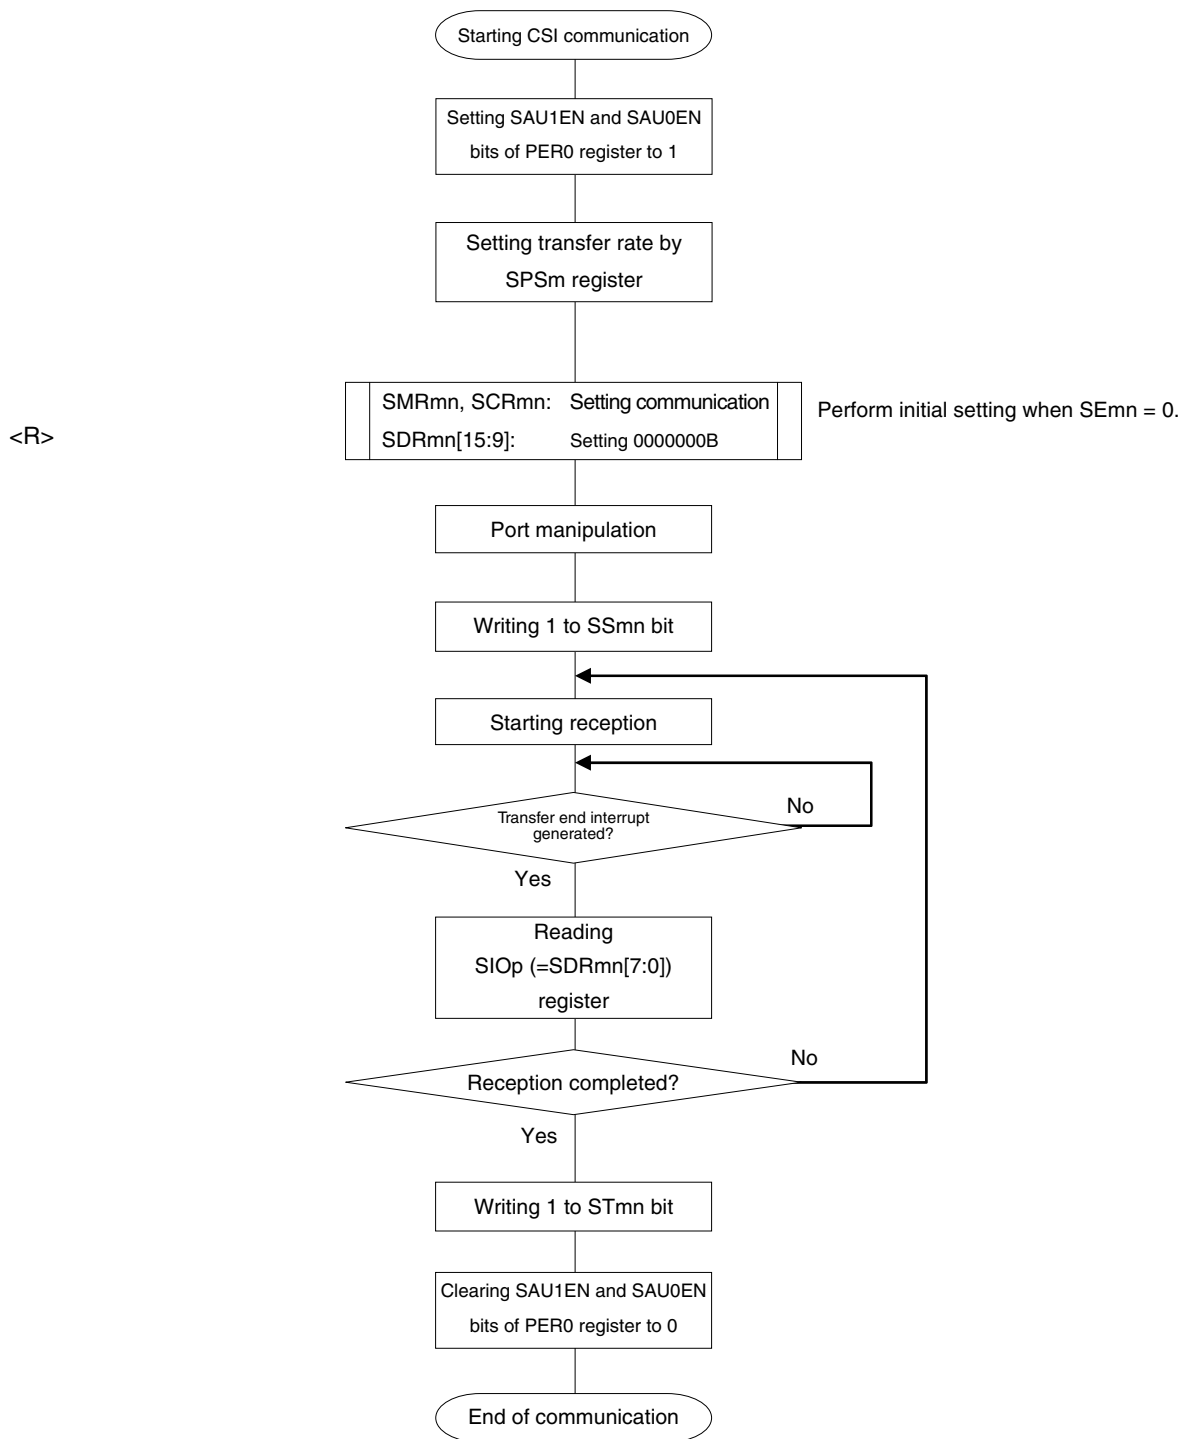 Starting CSI communication
Setting SAU1EN and SAU0EN
bits of PER0 register to 1
Setting transfer rate by
SPSm register
<R>
SMRmn, SCRmn: Setting communication
SDRmn[15:9]: Setting 0000000B
Perform initial setting when SEmn = 0.
Port manipulation
Writing 1 to SSmn bit
Starting reception
Transfer end interrupt
generated?
No
Yes
Reading
SIOp (=SDRmn[7:0])
register
Reception completed?
No
Yes
Writing 1 to STmn bit
Clearing SAU1EN and SAU0EN
bits of PER0 register to 0
End of communication